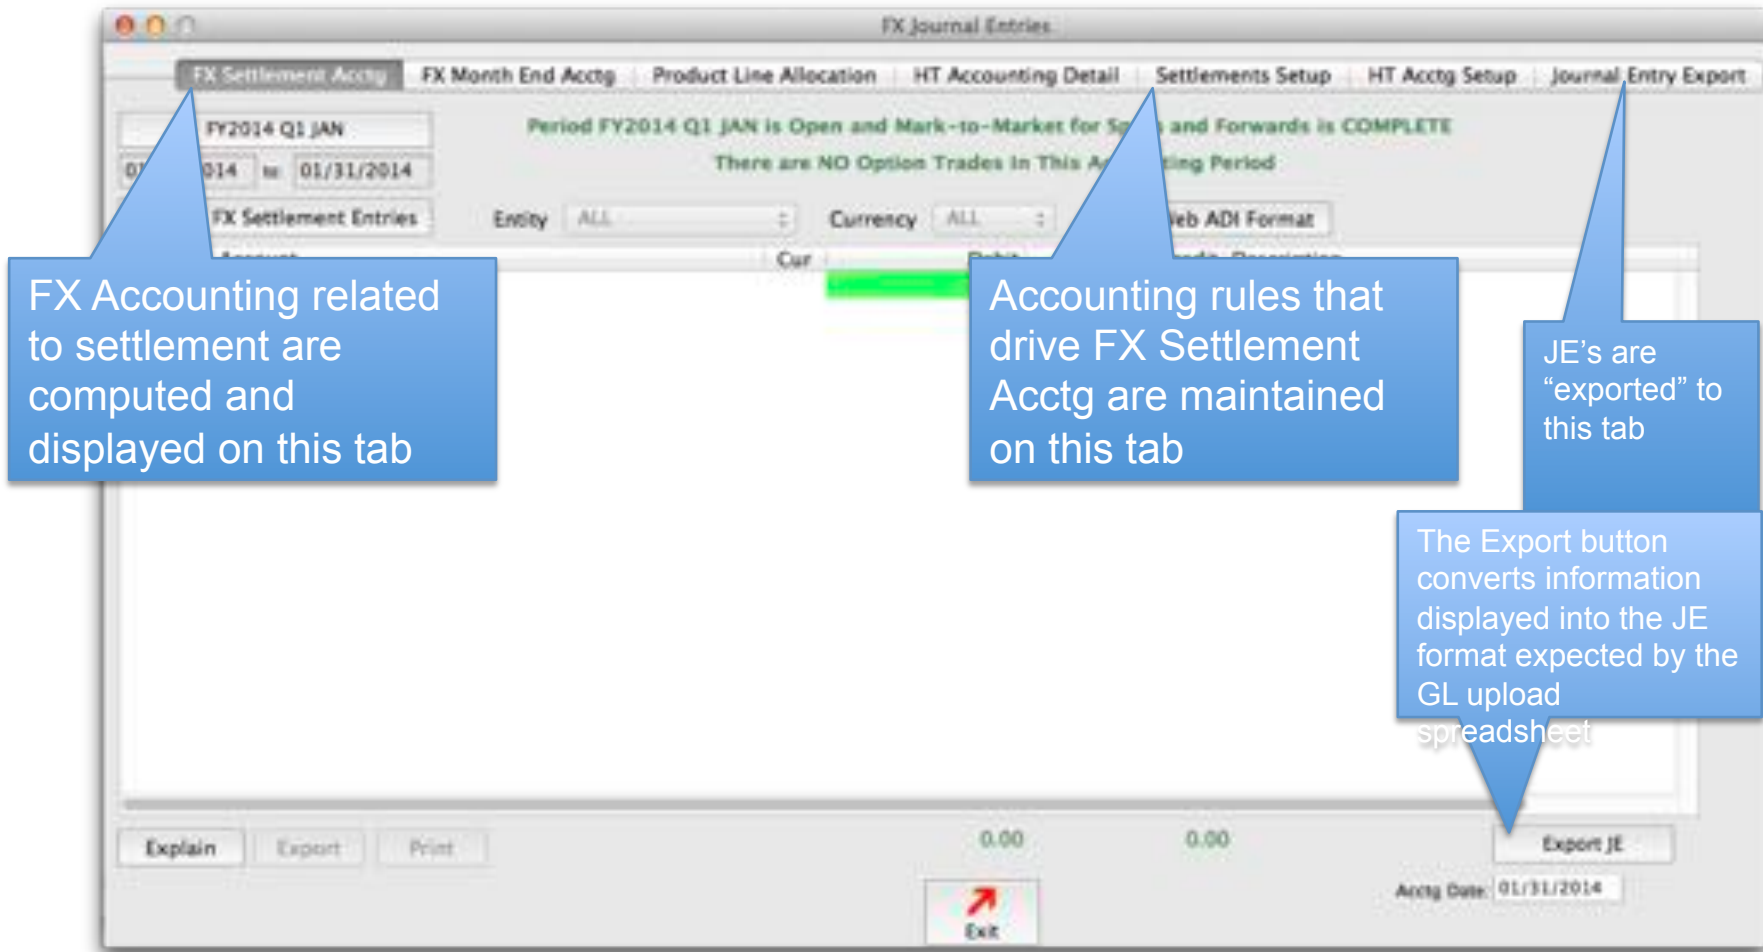 FX Journal Entries
FX Settlement Acctg FX Month End Acctg Product Line Allocation HT Accounting Detail Settlements Setup HT Acctg Setup Journal Entry Export
FY2014 Q1 JAN
Period FY2014 Q1 JAN is Open and Mark-to-Market for and Forwards is COMPLETE
014 to 01/31/2014
There are NO Option Trades In This Period
FX Settlement Entries Entity ALL Currency ALL Web ADI Format
Account Cur Debit Description
FX Accounting related
to settlement are
computed and
displayed on this tab
Accounting rules that
drive FX Settlement
Acctg are maintained
on this tab
JE’s are
“exported” to
this tab
The Export button
converts information
displayed into the JE
format expected by the
GL upload
spreadsheet
Explain Export Print 0.00 0.00 Export JE
Acctg Date: 01/31/2014
Exit